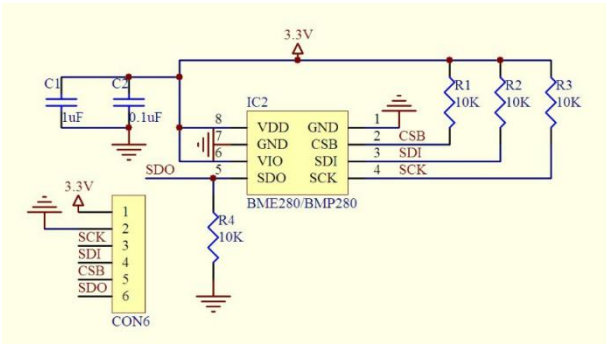 3.3V
C1 C2 R1 R2 R3
1uF 0.1uF 10K 10K 10K
IC2
8 VDD GND 1
7 GND CSB 2 CSB
6 VIO SDI 3 SDI
SDO 5 SDO SCK 4 SCK
BME280/BMP280
3.3V
R4
10K
1
2
SCK 3
SDI 4
CSB 5
SDO 6
CON6